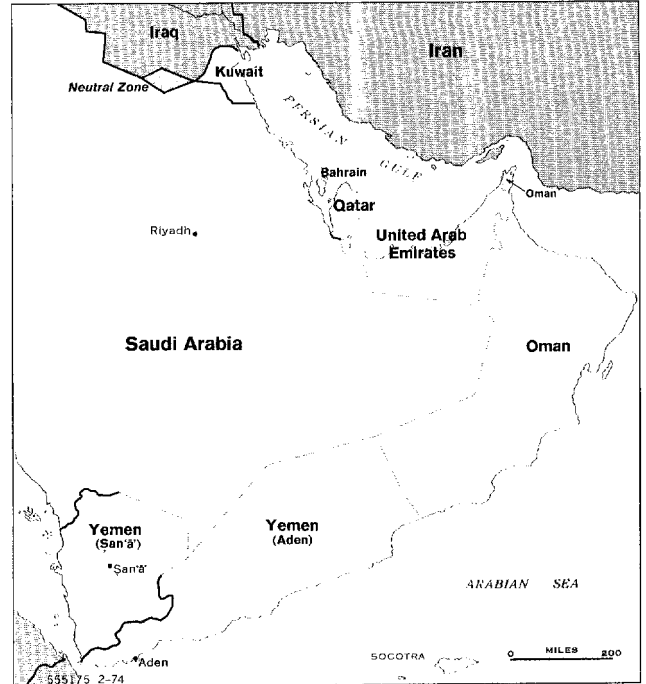 Iraq
Iran
Kuwait
Neutral Zone
PERSIAN
GULF
Bahrain
Oman
Qatar
Riyadh
United Arab
Emirates
Saudi Arabia
Oman
Yemen
(Ṣan'ā')
Yemen
(Aden)
Ṣan'ā'
ARABIAN SEA
SOCOTRA
0 MILES 200
Aden
555175 2-74